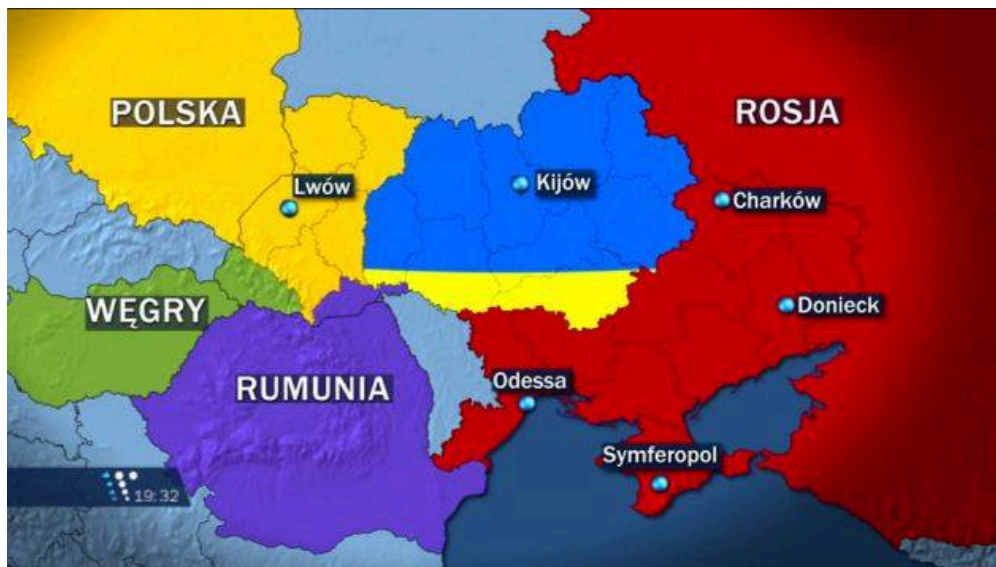 POLSKA
ROSJA
Lwów
Kijów
Charków
WĘGRY
Donieck
RUMUNIA
Odessa
Symferopol
19:32